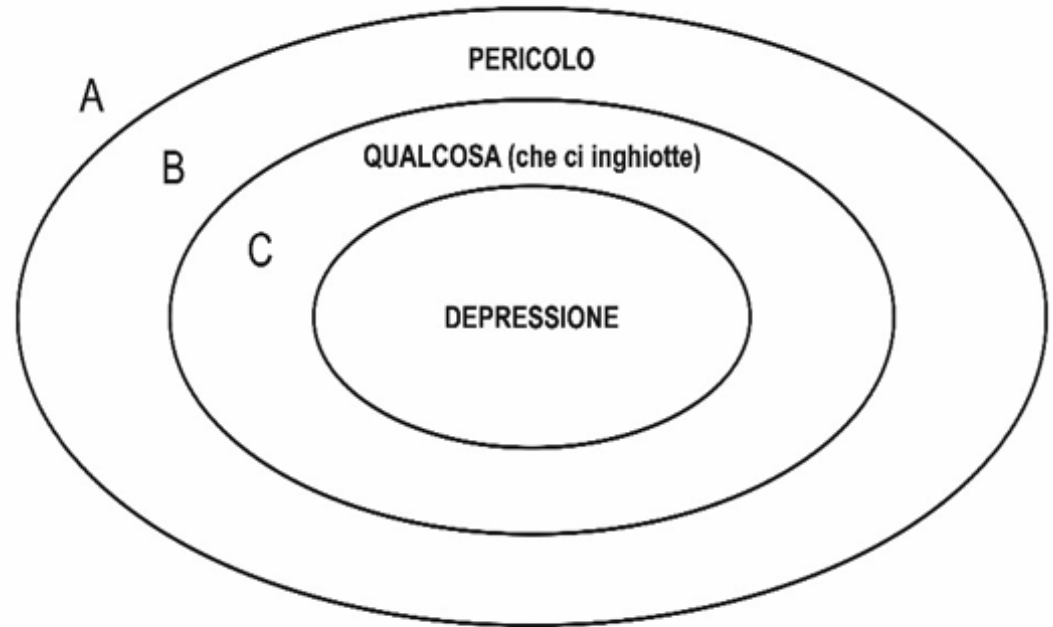 PERICOLO
A
B
QUALCOSA (che ci inghiotte)
C
DEPRESSIONE